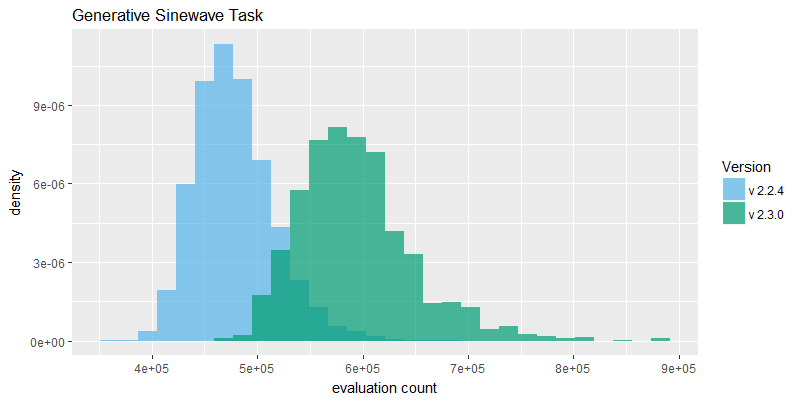 Generative Sinewave Task
density
9e-06
6e-06
3e-06
0e+00
4e+05 5e+05 6e+05 7e+05 8e+05 9e+05
evaluation count
Version
v 2.2.4
v 2.3.0